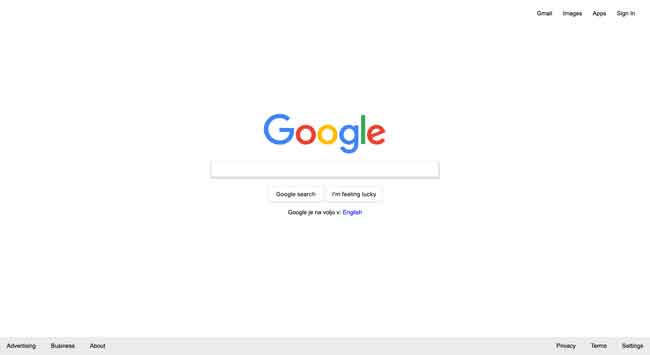 Gmail Images Apps Sign In
Google
Google search I'm feeling lucky
Google je na voljo v: English
Advertising Business About Privacy Terms Settings